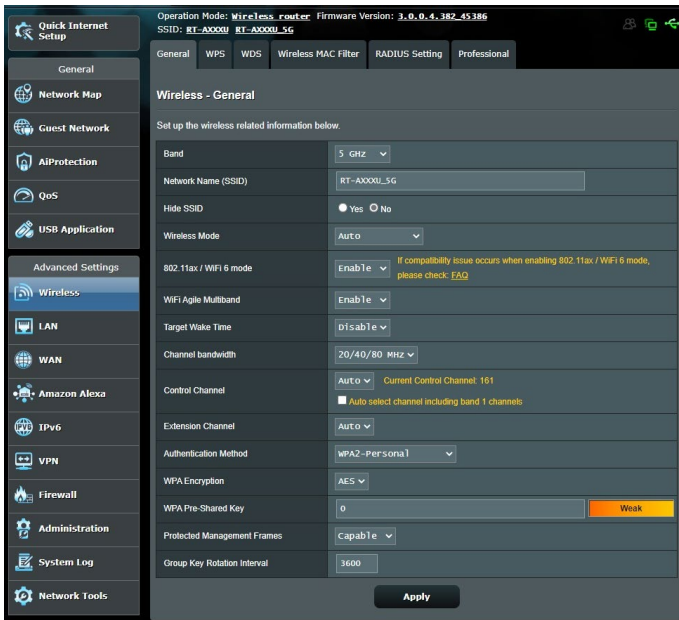 Quick Internet
Setup
Operation Mode: Wireless router Firmware Version: 3.0.0.4.382_45386
SSID: RT-AXXXU RT-AXXXU_5G
General WPS WDS Wireless MAC Filter RADIUS Setting Professional
General
Network Map
Guest Network
AiProtection
QoS
USB Application
Advanced Settings
Wireless
LAN
WAN
Amazon Alexa
IPv6
IPV6
VPN
Firewall
Administration
System Log
Network Tools
Wireless - General
Set up the wireless related information below.
Band 5 GHz
Network Name (SSID) RT-AXXXU_5G
Hide SSID Yes No
Wireless Mode Auto
802.11ax / WiFi 6 mode Enable If compatibility issue occurs when enabling 802.11ax / WiFi 6 mode,
please check: FAQ
WiFi Agile Multiband Enable
Target Wake Time Disable
Channel bandwidth 20/40/80 MHz
Control Channel Auto Current Control Channel: 161
Auto select channel including band 1 channels
Extension Channel Auto
Authentication Method WPA2-Personal
WPA Encryption AES
WPA Pre-Shared Key 0 Weak
Protected Management Frames Capable
Group Key Rotation Interval 3600
Apply